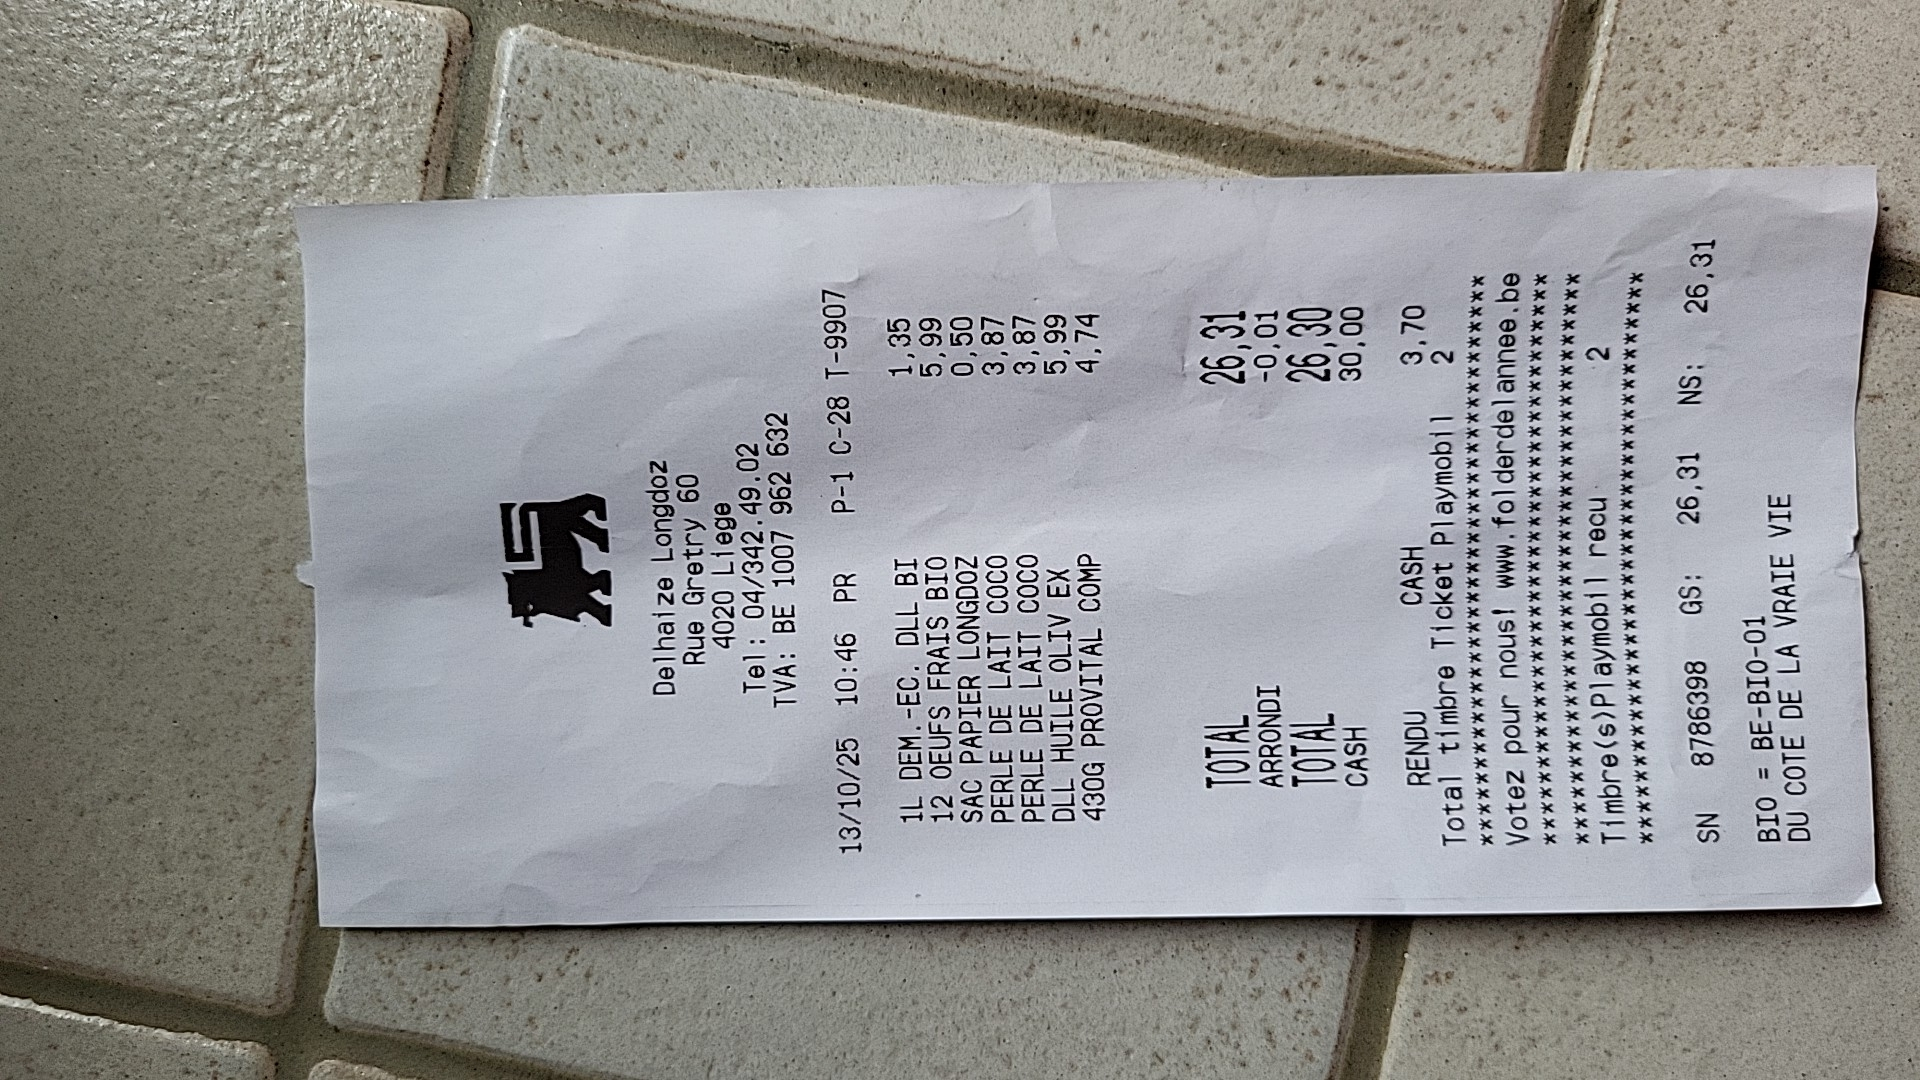 Delhaize Longdoz
Rue Gretry 60
4020 Liege
Tel: 04/342.49.02
TVA: BE 1007 962 632
13/10/25 10:46 PR P-1 C-28 T-9907
1L DEM.-EC. DLL BI 1,35
12 OEUFS FRAIS BIO 5,99
SAC PAPIER LONGDOZ 0,50
PERLE DE LAIT COCO 3,87
PERLE DE LAIT COCO 3,87
DLL HUILE OLIV EX 5,99
430G PROVITAL COMP 4,74
TOTAL 26,31
ARRONDI -0,01
TOTAL 26,30
CASH 30,00
RENDU CASH 3,70
Total timbre Ticket Playmobil 2
******************************************
Votez pour nous! www.folderdelannee.be
******************************************
******************************************
Timbre(s)Playmobil recu 2
******************************************
SN 8786398 GS: 26,31 NS: 26,31
BIO = BE-BIO-01
DU COTE DE LA VRAIE VIE